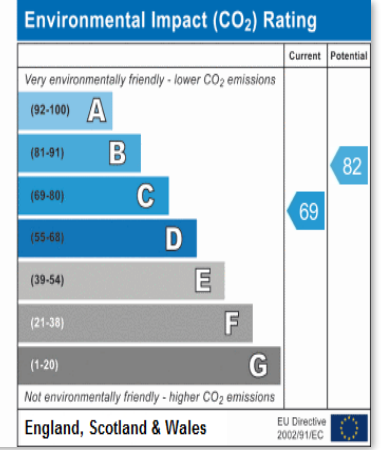 Environmental Impact (CO₂) Rating
Current Potential
Very environmentally friendly - lower CO₂ emissions
(92-100) A
(81-91) B
82
(69-80) C
69
(55-68) D
(39-54) E
(21-38) F
(1-20) G
Not environmentally friendly - higher CO₂ emissions
England, Scotland & Wales
EU Directive
2002/91/EC